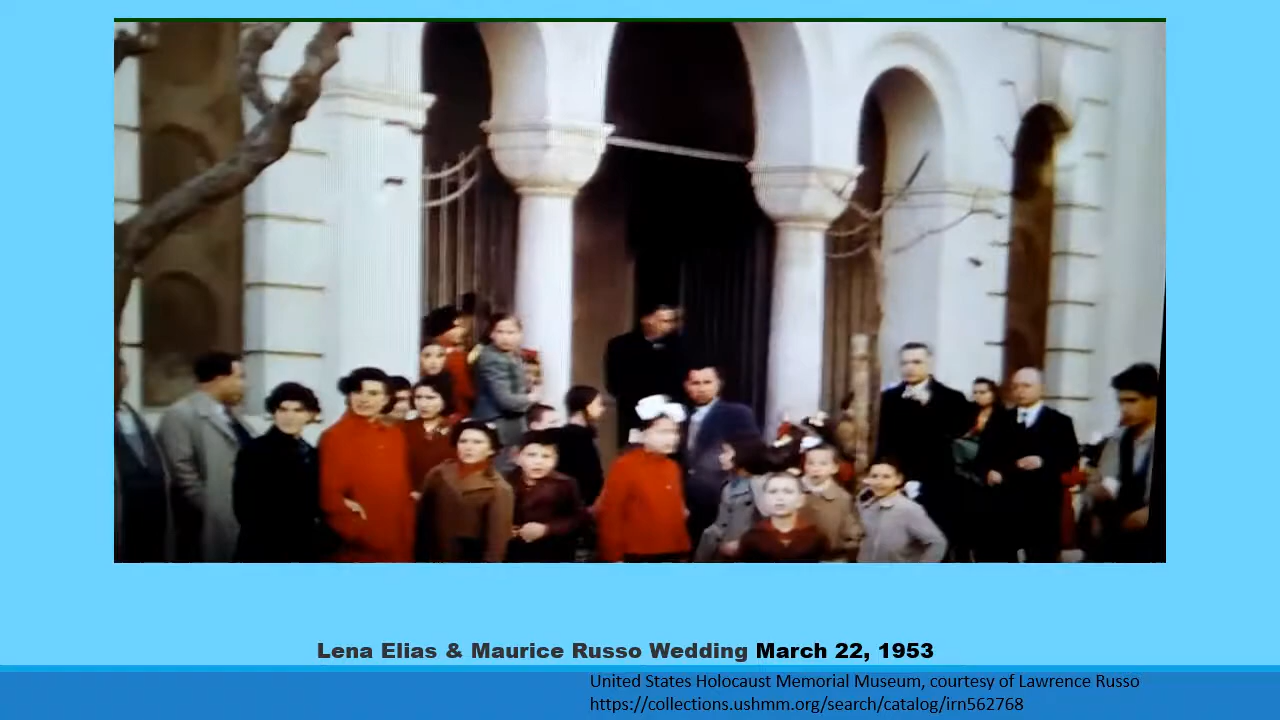 Lena Elias & Maurice Russo Wedding March 22, 1953
United States Holocaust Memorial Museum, courtesy of Lawrence Russo
https://collections.ushmm.org/search/catalog/irn562768